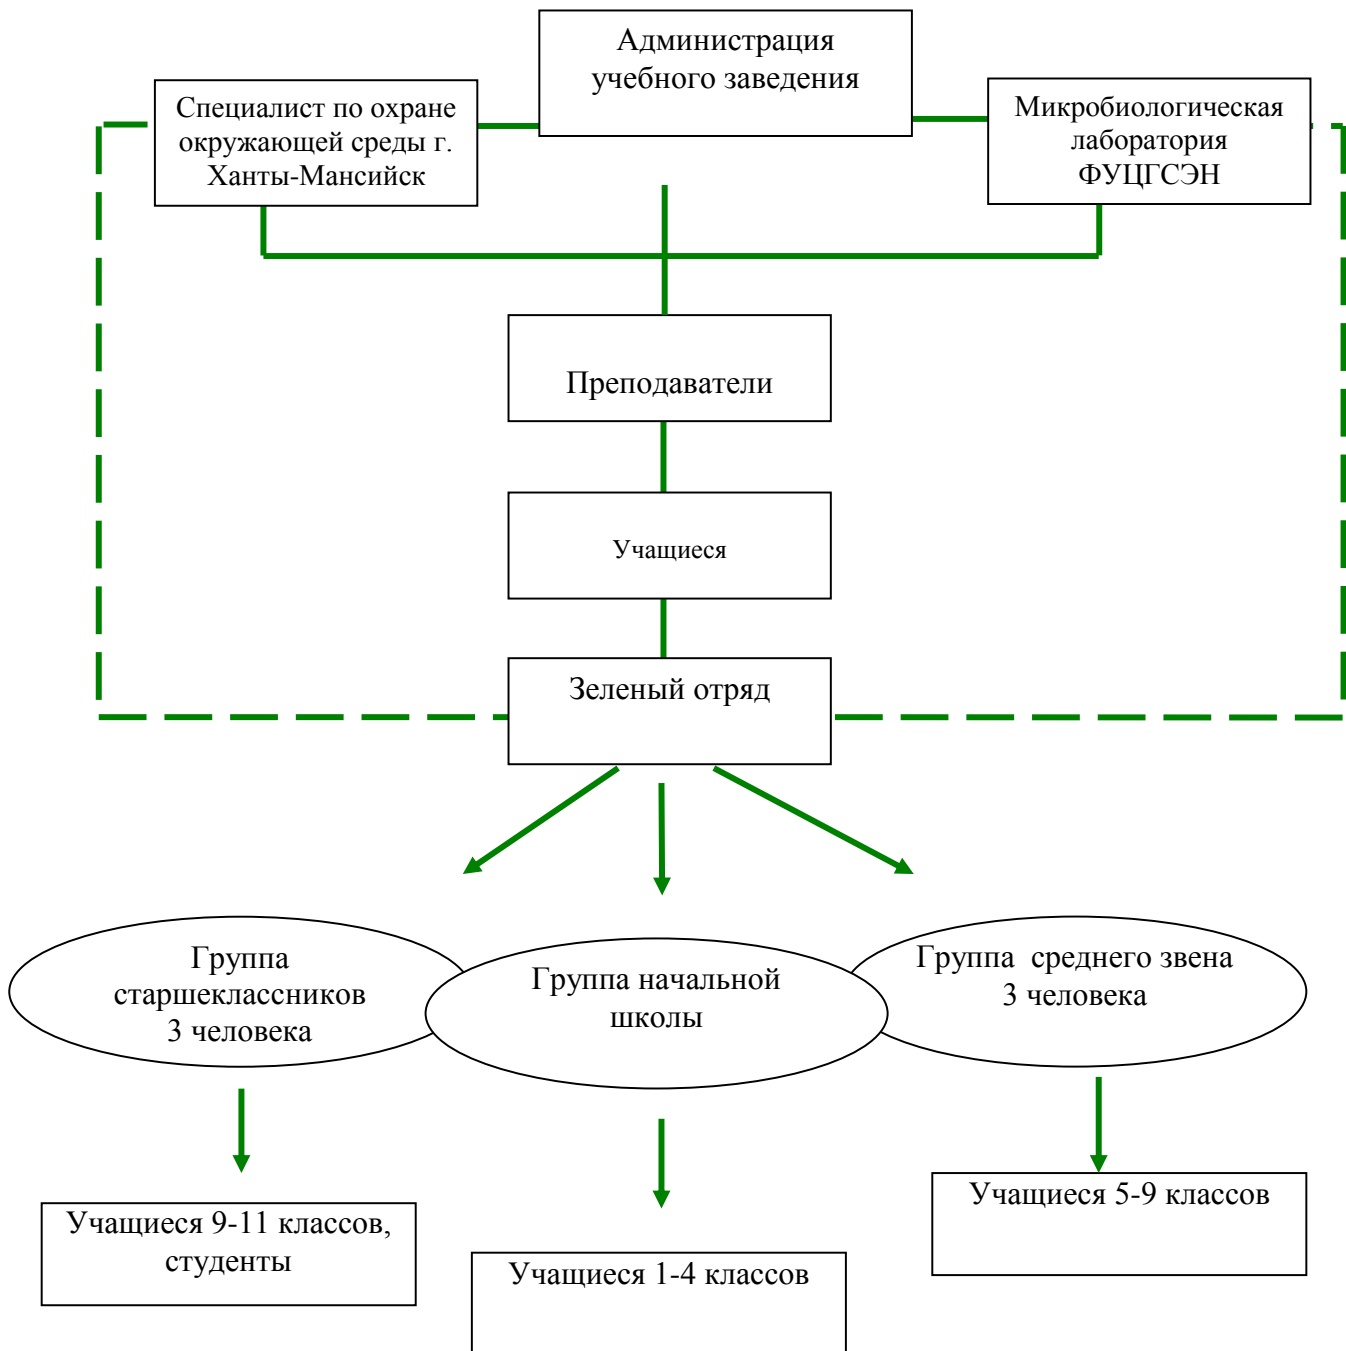 Администрация
учебного заведения
Специалист по охране
окружающей среды г.
Ханты-Мансийск
Микробиологическая
лаборатория
ФУЦГСЭН
Преподаватели
Учащиеся
Зеленый отряд
Группа
старшеклассников
3 человека
Группа начальной
школы
Группа среднего звена
3 человека
Учащиеся 9-11 классов,
студенты
Учащиеся 1-4 классов
Учащиеся 5-9 классов